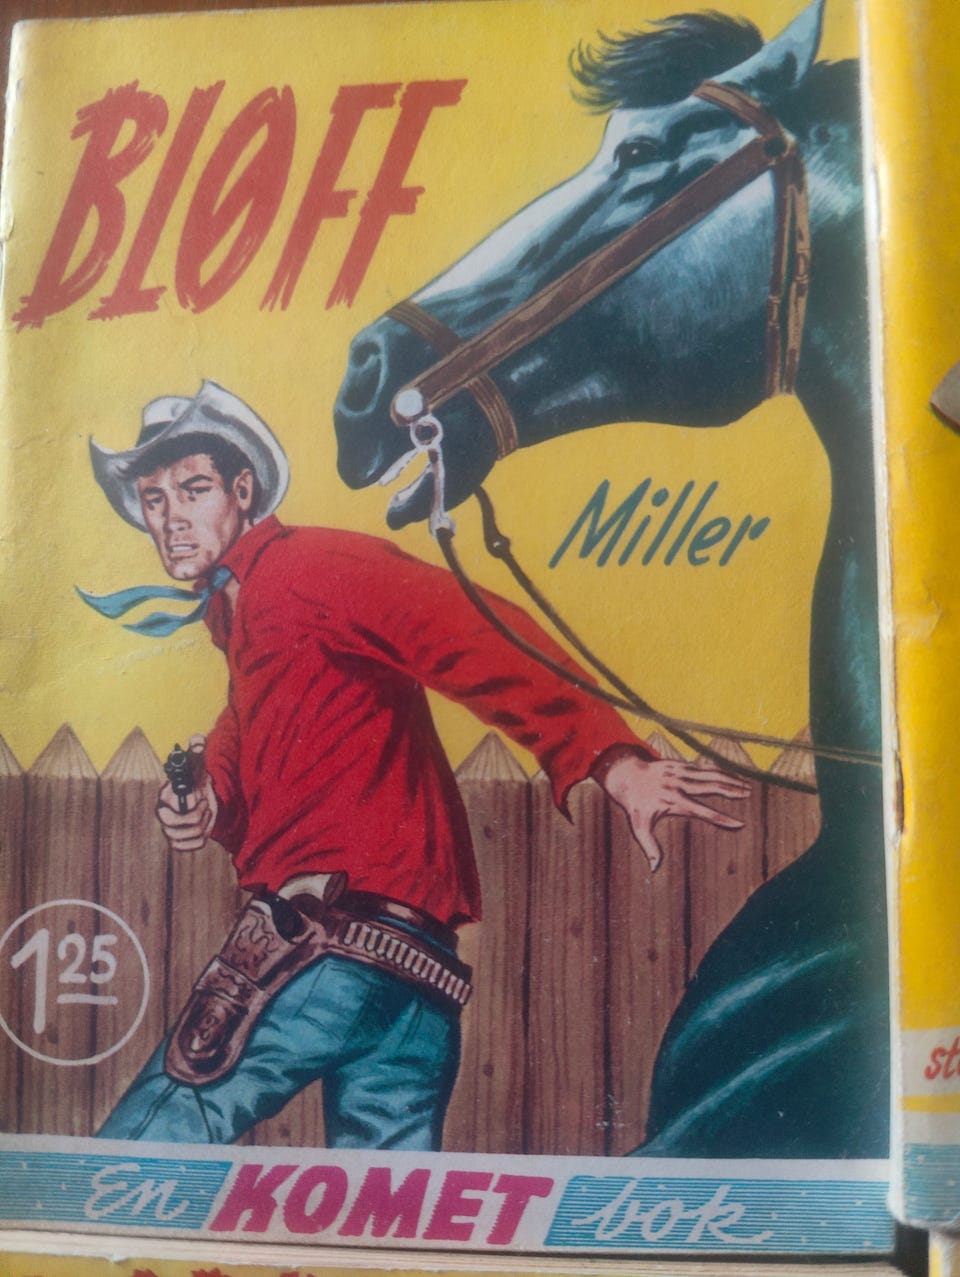 BLØFF
Miller
1 25
En KOMET bok